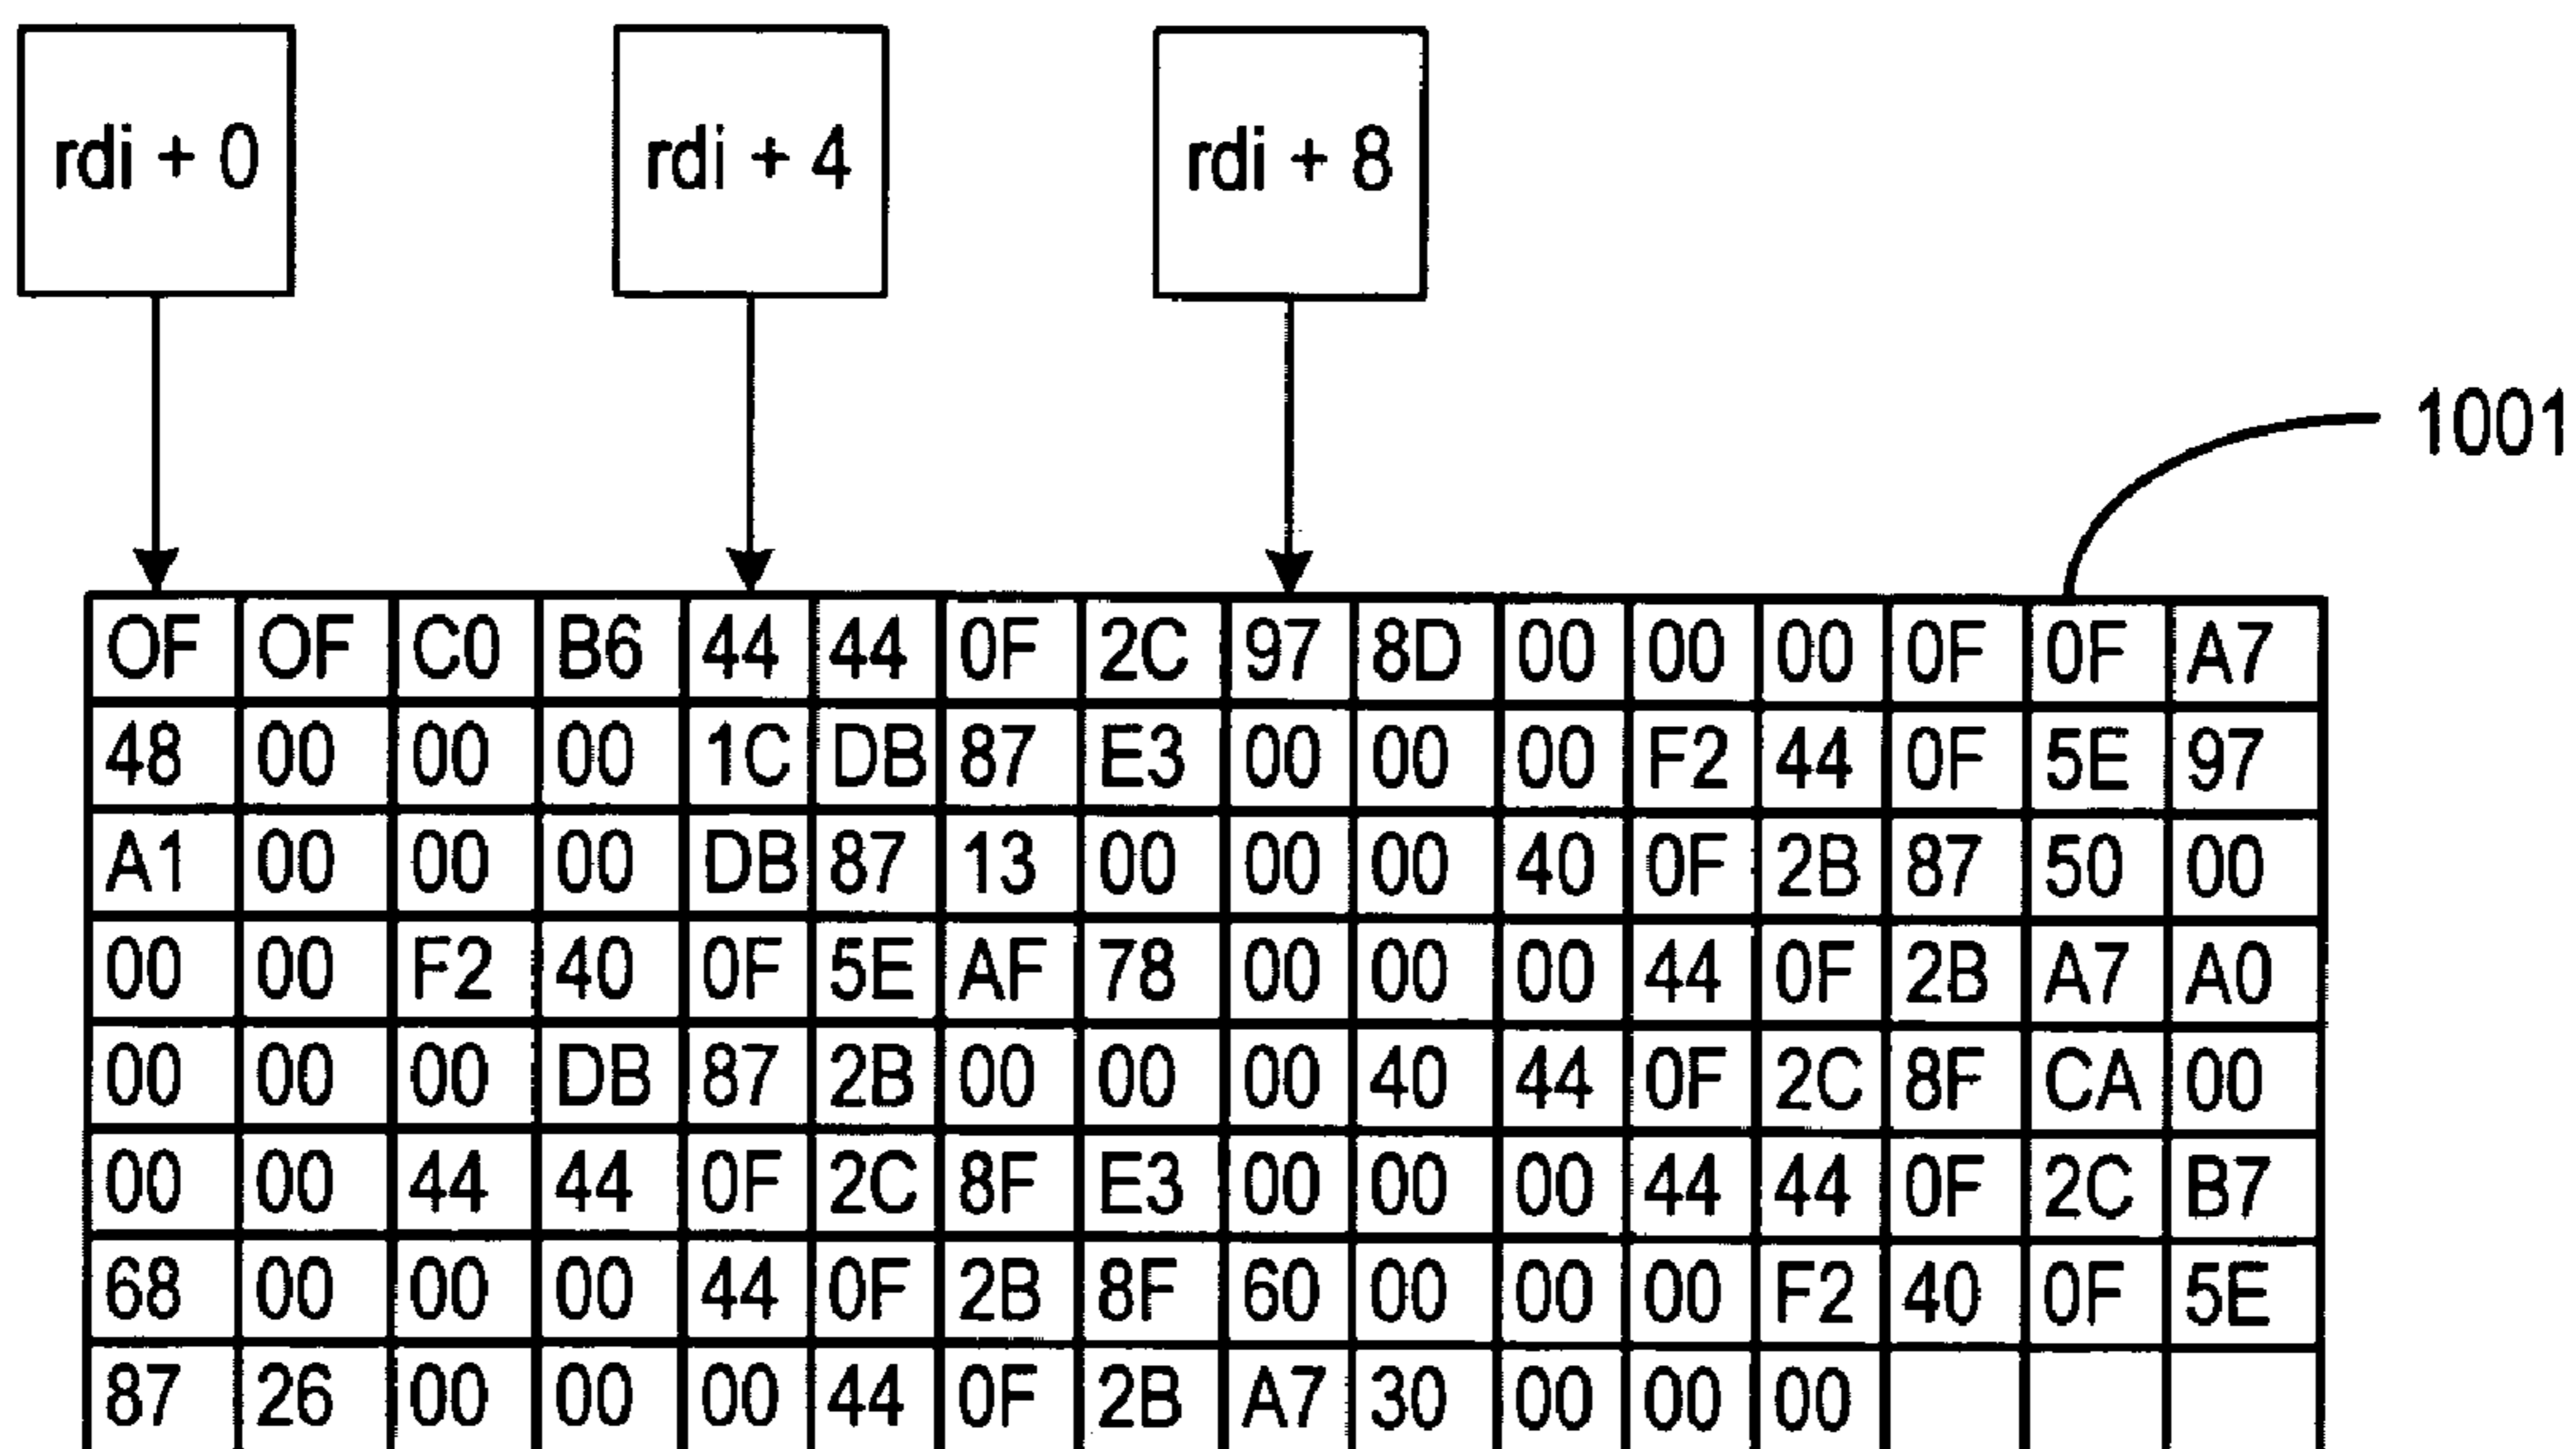 rdi + 0 rdi + 4 rdi + 8
1001
OF OF C0 B6 44 44 0F 2C 97 8D 00 00 00 0F 0F A7
48 00 00 00 1C DB 87 E3 00 00 00 F2 44 0F 5E 97
A1 00 00 00 DB 87 13 00 00 00 40 0F 2B 87 50 00
00 00 F2 40 0F 5E AF 78 00 00 00 44 0F 2B A7 A0
00 00 00 DB 87 2B 00 00 00 40 44 0F 2C 8F CA 00
00 00 44 44 0F 2C 8F E3 00 00 00 44 44 0F 2C B7
68 00 00 00 44 0F 2B 8F 60 00 00 00 F2 40 0F 5E
87 26 00 00 00 44 0F 2B A7 30 00 00 00